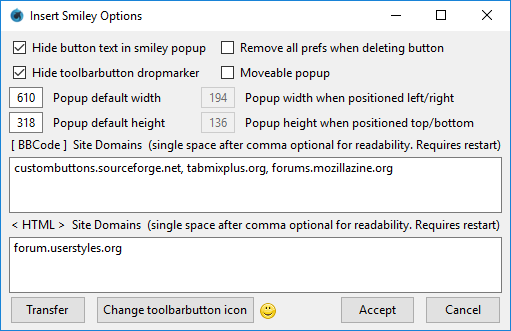 Insert Smiley Options
Hide button text in smiley popup Remove all prefs when deleting button
Hide toolbarbutton dropmarker Moveable popup
610 Popup default width 194 Popup width when positioned left/right
318 Popup default height 136 Popup height when positioned top/bottom
[ BBCode ] Site Domains (single space after comma optional for readability. Requires restart)
custombuttons.sourceforge.net, tabmixplus.org, forums.mozillazine.org
< HTML > Site Domains (single space after comma optional for readability. Requires restart)
forum.userstyles.org
Transfer Change toolbarbutton icon Accept Cancel